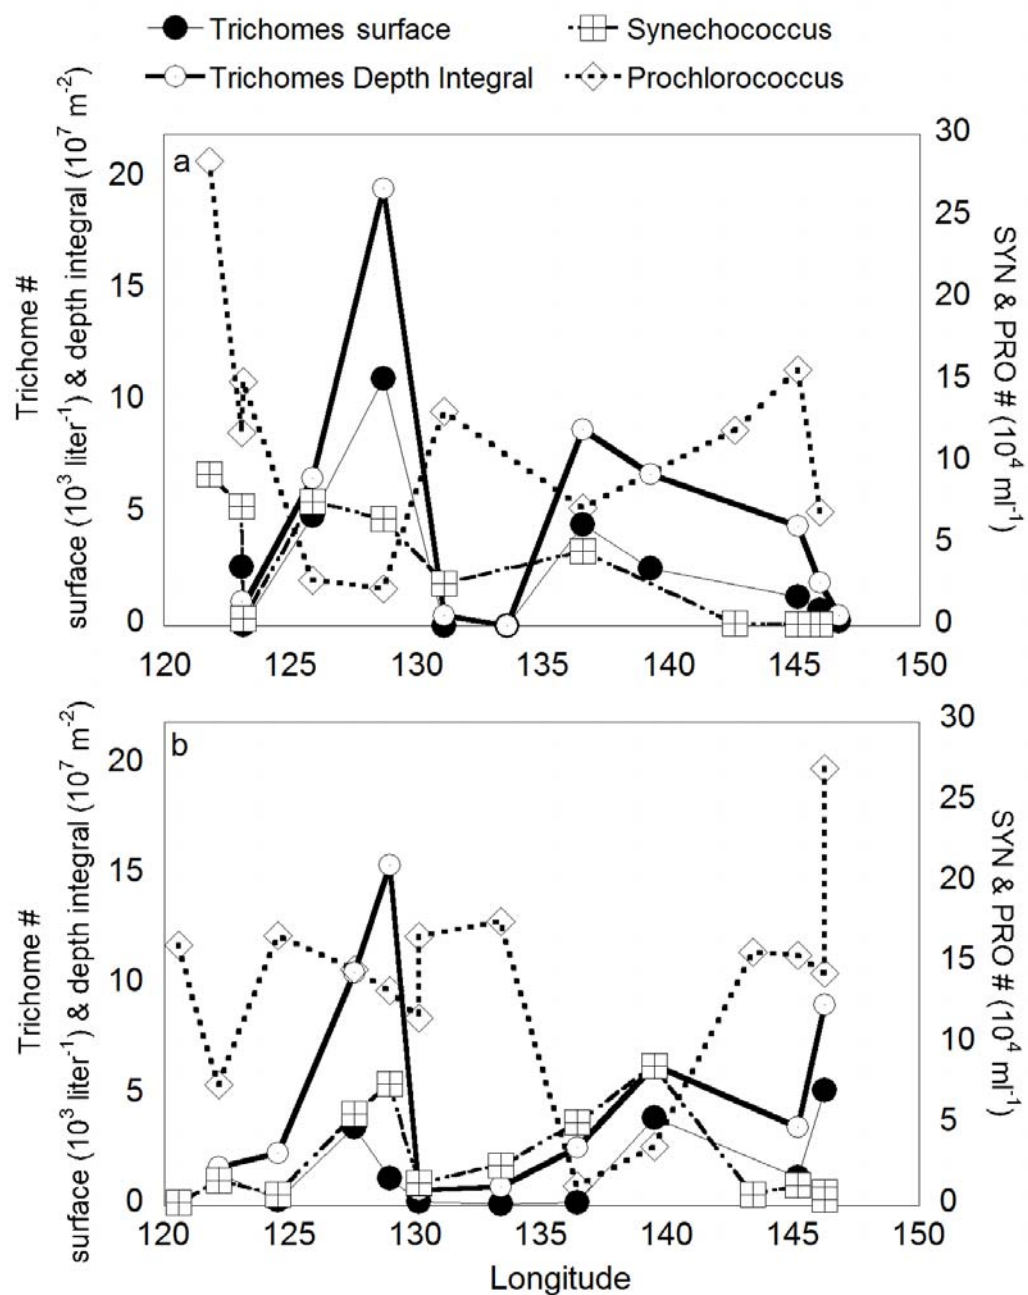 Trichomes surface
Synechococcus
Trichomes Depth Integral
Prochlorococcus
a
Trichome #
surface (10³ liter⁻¹) & depth integral (10⁷ m⁻²)
20
15
10
5
0
30
25
20
15
10
5
0
SYN & PRO # (10⁴ ml⁻¹)
120 125 130 135 140 145 150
b
Trichome #
surface (10³ liter⁻¹) & depth integral (10⁷ m⁻²)
20
15
10
5
0
30
25
20
15
10
5
0
SYN & PRO # (10⁴ ml⁻¹)
120 125 130 135 140 145 150
Longitude